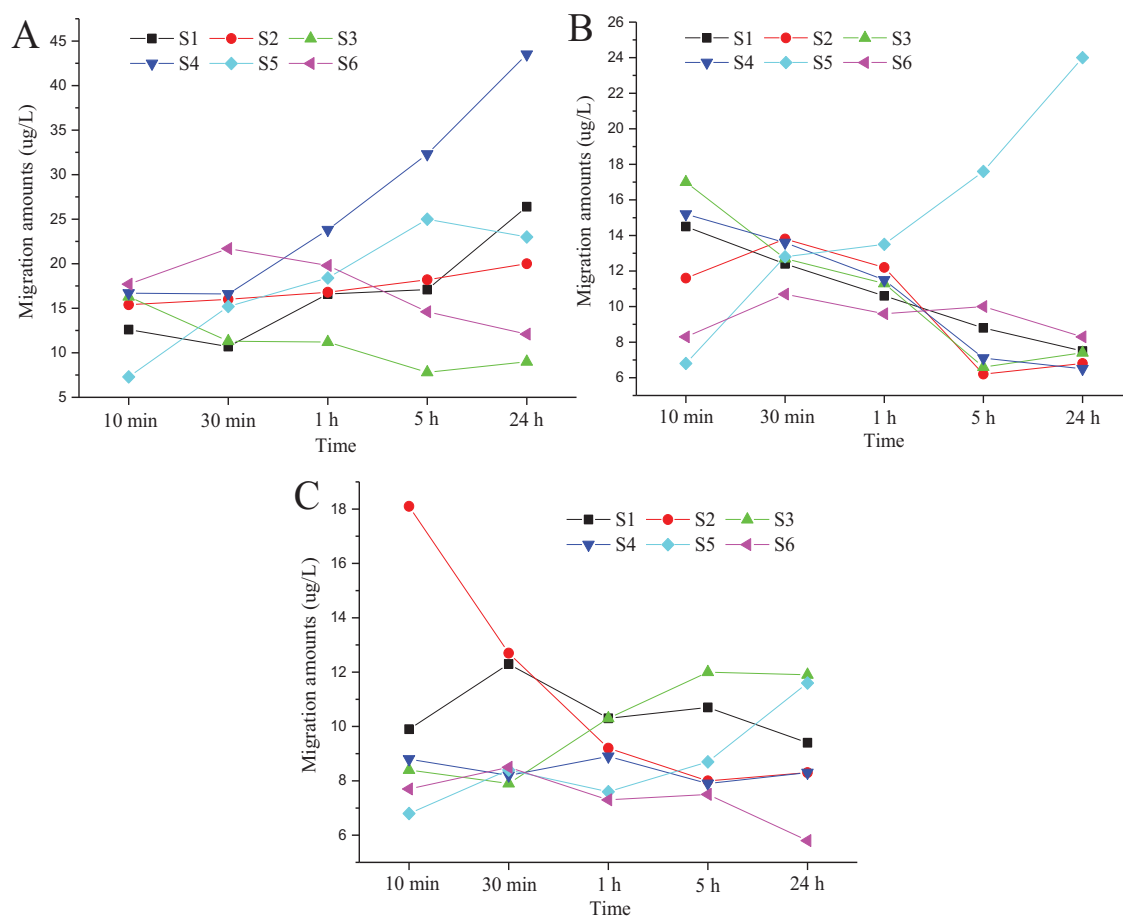 A
S1 S2 S3
S4 S5 S6
Migration amounts (ug/L)
45
40
35
30
25
20
15
10
5
10 min 30 min 1 h 5 h 24 h
Time
B
S1 S2 S3
S4 S5 S6
Migration amounts (ug/L)
26
24
22
20
18
16
14
12
10
8
6
10 min 30 min 1 h 5 h 24 h
Time
C
S1 S2 S3
S4 S5 S6
Migration amounts (ug/L)
18
16
14
12
10
8
6
10 min 30 min 1 h 5 h 24 h
Time